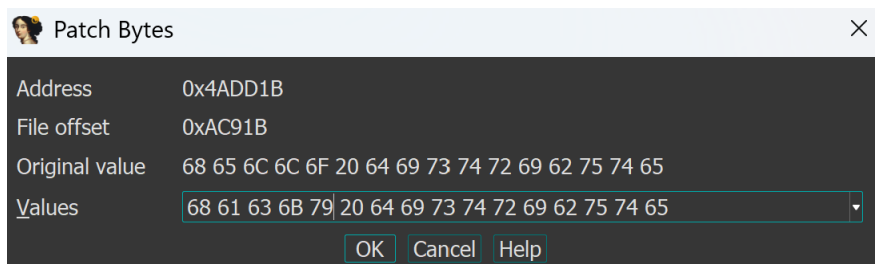 Patch Bytes
Address 0x4ADD1B
File offset 0xAC91B
Original value 68 65 6C 6C 6F 20 64 69 73 74 72 69 62 75 74 65
Values 68 61 63 6B 79 20 64 69 73 74 72 69 62 75 74 65
OK Cancel Help